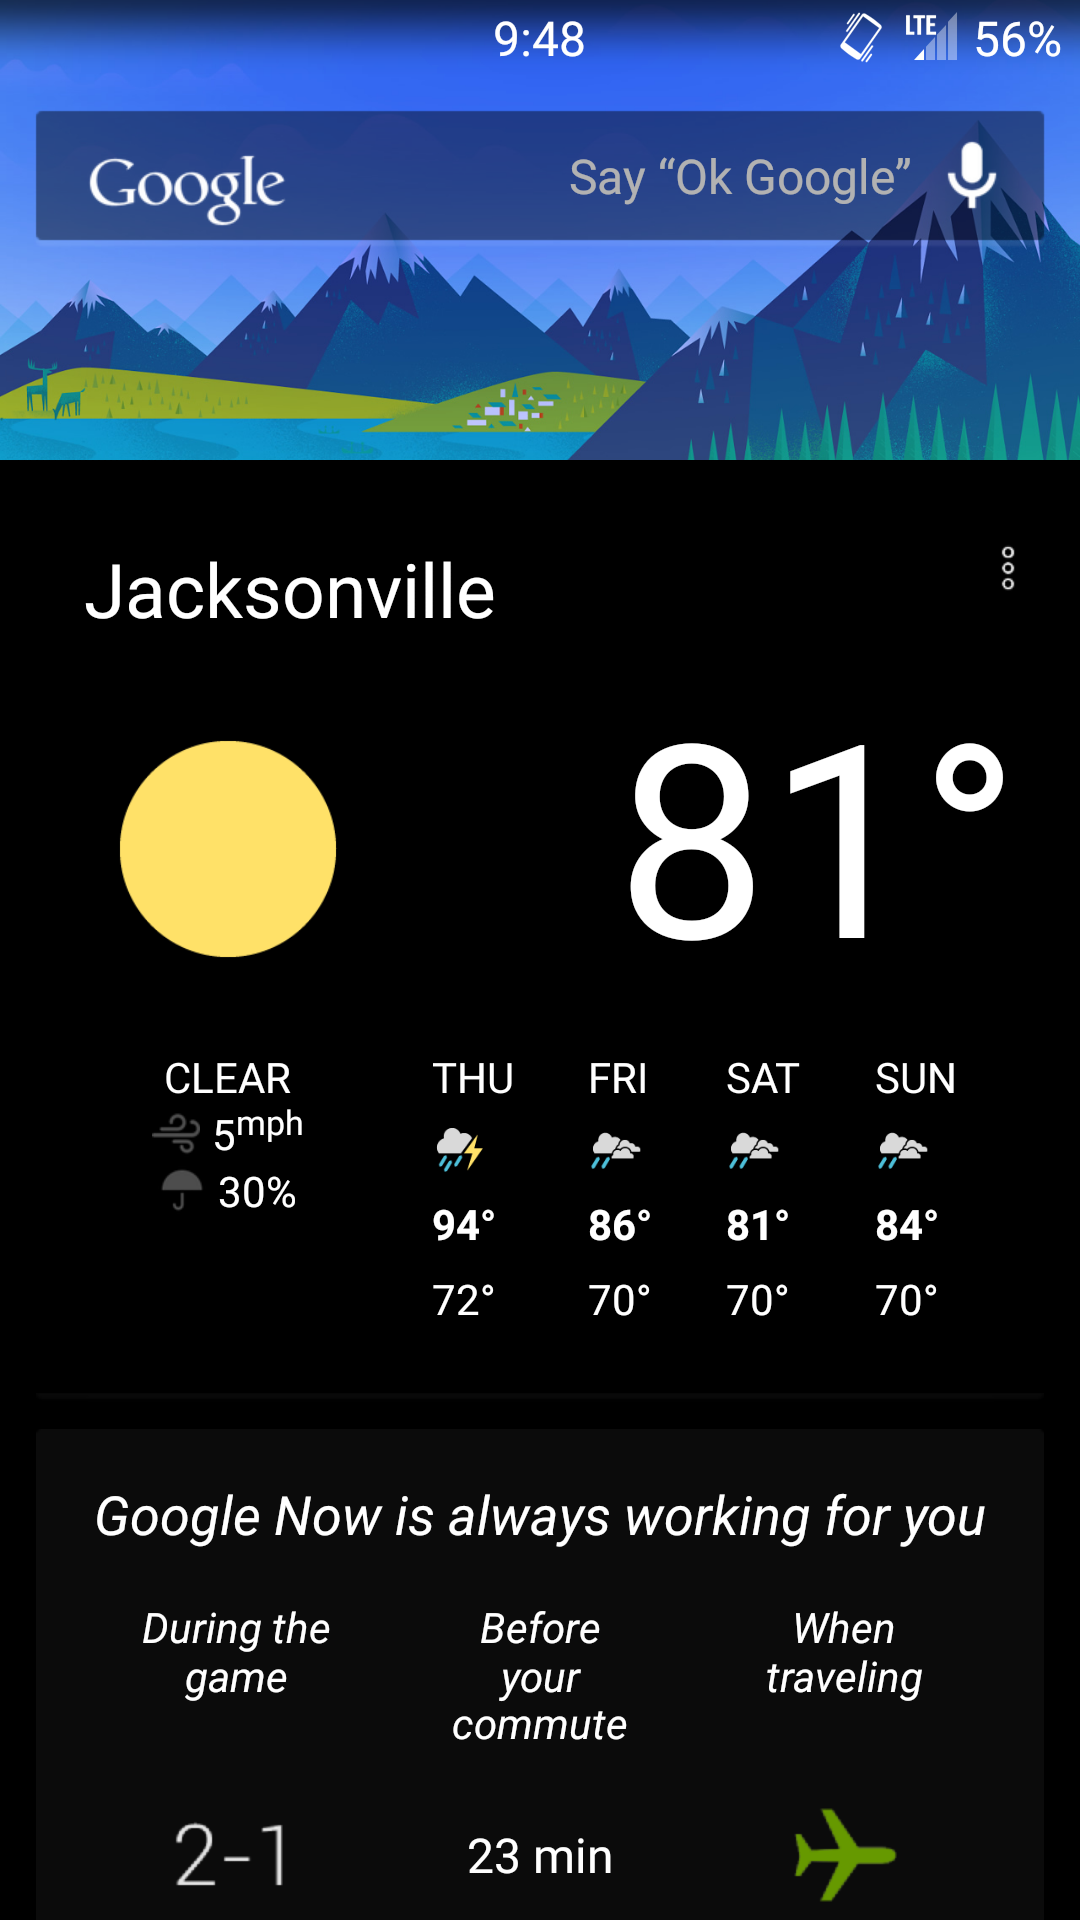 9:48 LTE 56%
Google Say “Ok Google”
Jacksonville
81°
CLEAR THU FRI SAT SUN
5mph
30%
94° 86° 81° 84°
72° 70° 70° 70°
Google Now is always working for you
During the game
Before your commute
When traveling
2-1 23 min